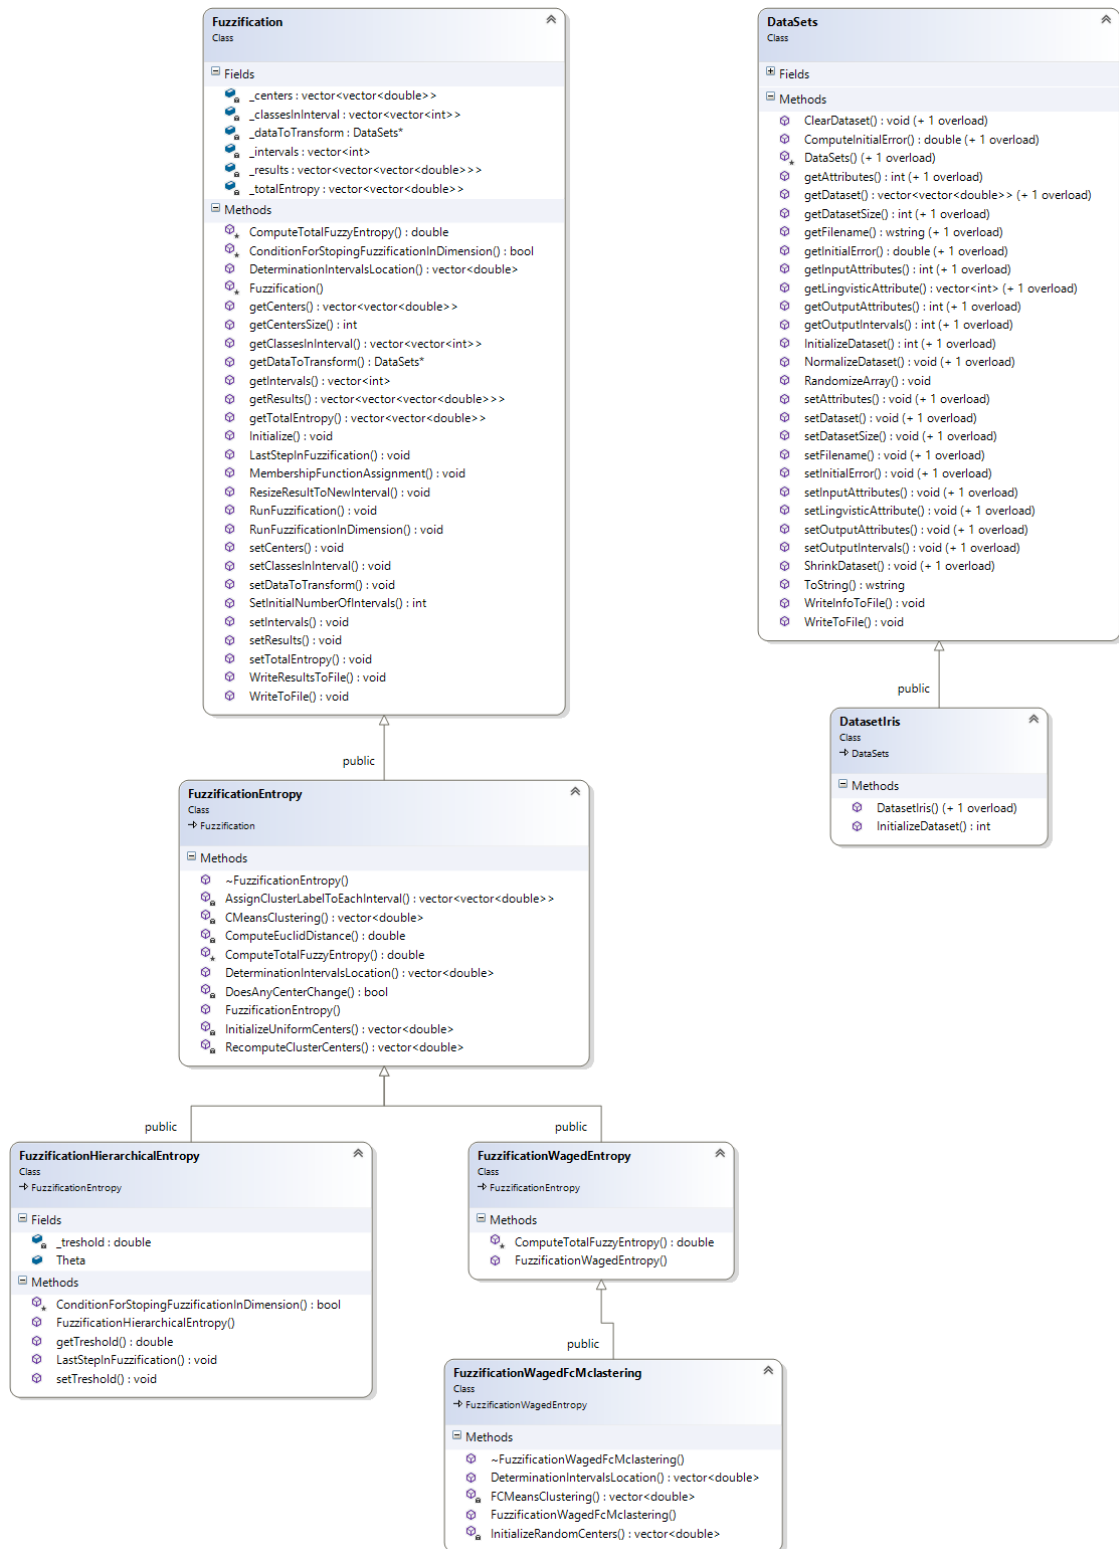 Fuzzification
Class
Fields
_centers : vector<vector<double>>
_classesInInterval : vector<vector<int>>
_dataToTransform : DataSets*
_intervals : vector<int>
_results : vector<vector<vector<double>>>
_totalEntropy : vector<vector<double>>
Methods
ComputeTotalFuzzyEntropy() : double
ConditionForStopingFuzzificationInDimension() : bool
DeterminationIntervalsLocation() : vector<double>
Fuzzification()
getCenters() : vector<vector<double>>
getCentersSize() : int
getClassesInInterval() : vector<vector<int>>
getDataToTransform() : DataSets*
getIntervals() : vector<int>
getResults() : vector<vector<vector<double>>>
getTotalEntropy() : vector<vector<double>>
Initialize() : void
LastStepInFuzzification() : void
MembershipFunctionAssignment() : void
ResizeResultToNewInterval() : void
RunFuzzification() : void
RunFuzzificationInDimension() : void
setCenters() : void
setClassesInInterval() : void
setDataToTransform() : void
SetInitialNumberOfIntervals() : int
setIntervals() : void
setResults() : void
setTotalEntropy() : void
WriteResultsToFile() : void
WriteToFile() : void
DataSets
Class
Fields
Methods
ClearDataset() : void (+ 1 overload)
ComputeInitialError() : double (+ 1 overload)
DataSets() (+ 1 overload)
getAttributes() : int (+ 1 overload)
getDataset() : vector<vector<double>> (+ 1 overload)
getDatasetSize() : int (+ 1 overload)
getFilename() : wstring (+ 1 overload)
getInitialError() : double (+ 1 overload)
getInputAttributes() : int (+ 1 overload)
getLingvisticAttribute() : vector<int> (+ 1 overload)
getOutputAttributes() : int (+ 1 overload)
getOutputIntervals() : int (+ 1 overload)
InitializeDataset() : int (+ 1 overload)
NormalizeDataset() : void (+ 1 overload)
RandomizeArray() : void
setAttributes() : void (+ 1 overload)
setDataset() : void (+ 1 overload)
setDatasetSize() : void (+ 1 overload)
setFilename() : void (+ 1 overload)
setInitialError() : void (+ 1 overload)
setInputAttributes() : void (+ 1 overload)
setLingvisticAttribute() : void (+ 1 overload)
setOutputAttributes() : void (+ 1 overload)
setOutputIntervals() : void (+ 1 overload)
ShrinkDataset() : void (+ 1 overload)
ToString() : wstring
WriteInfoToFile() : void
WriteToFile() : void
public
DatasetIris
Class
DataSets
Methods
DatasetIris() (+ 1 overload)
InitializeDataset() : int
public
FuzzificationEntropy
Class
Fuzzification
Methods
~FuzzificationEntropy()
AssignClusterLabelToEachInterval() : vector<vector<double>>
CMeansClustering() : vector<double>
ComputeEuclidDistance() : double
ComputeTotalFuzzyEntropy() : double
DeterminationIntervalsLocation() : vector<double>
DoesAnyCenterChange() : bool
FuzzificationEntropy()
InitializeUniformCenters() : vector<double>
RecomputeClusterCenters() : vector<double>
public
FuzzificationHierarchicalEntropy
Class
FuzzificationEntropy
Fields
_treshold : double
Theta
Methods
ConditionForStopingFuzzificationInDimension() : bool
FuzzificationHierarchicalEntropy()
getTreshold() : double
LastStepInFuzzification() : void
setTreshold() : void
public
FuzzificationWagedEntropy
Class
FuzzificationEntropy
Methods
ComputeTotalFuzzyEntropy() : double
FuzzificationWagedEntropy()
public
FuzzificationWagedFcMclastering
Class
FuzzificationWagedEntropy
Methods
~FuzzificationWagedFcMclastering()
DeterminationIntervalsLocation() : vector<double>
FCMeansClustering() : vector<double>
FuzzificationWagedFcMclastering()
InitializeRandomCenters() : vector<double>